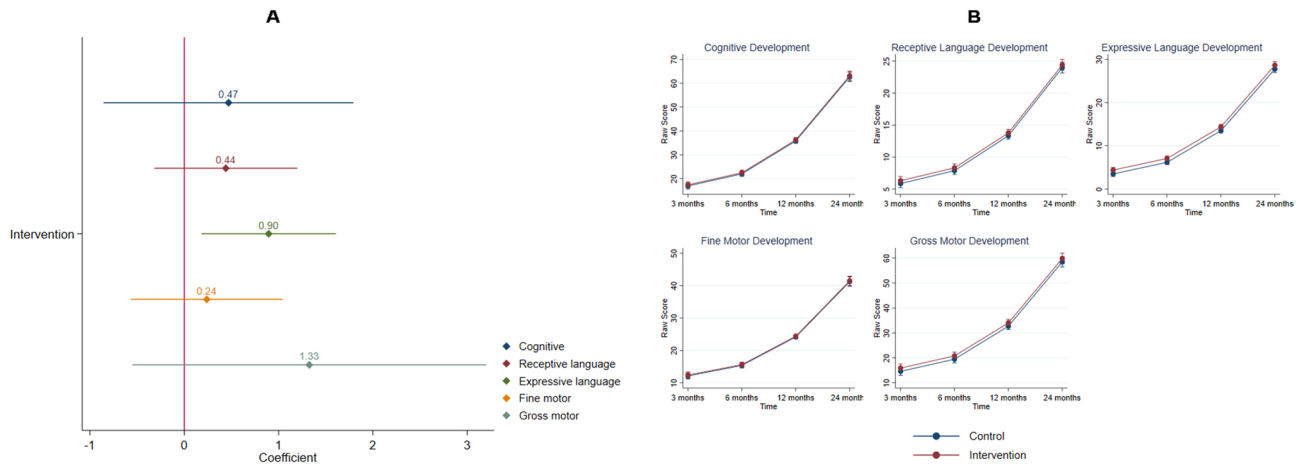 A
0.47
0.44
0.90
0.24
1.33
Intervention
-1 0 1 2 3
Coefficient
Cognitive
Receptive language
Expressive language
Fine motor
Gross motor
B
Cognitive Development
Raw Score
70
60
50
40
30
20
3 months 6 months 12 months 24 month
Time
Receptive Language Development
Raw Score
25
20
15
10
5
3 months 6 months 12 months 24 month
Time
Expressive Language Development
Raw Score
30
20
10
0
3 months 6 months 12 months 24 month
Time
Fine Motor Development
Raw Score
50
40
30
20
10
3 months 6 months 12 months 24 month
Time
Gross Motor Development
Raw Score
60
50
40
30
20
10
3 months 6 months 12 months 24 month
Time
Control
Intervention